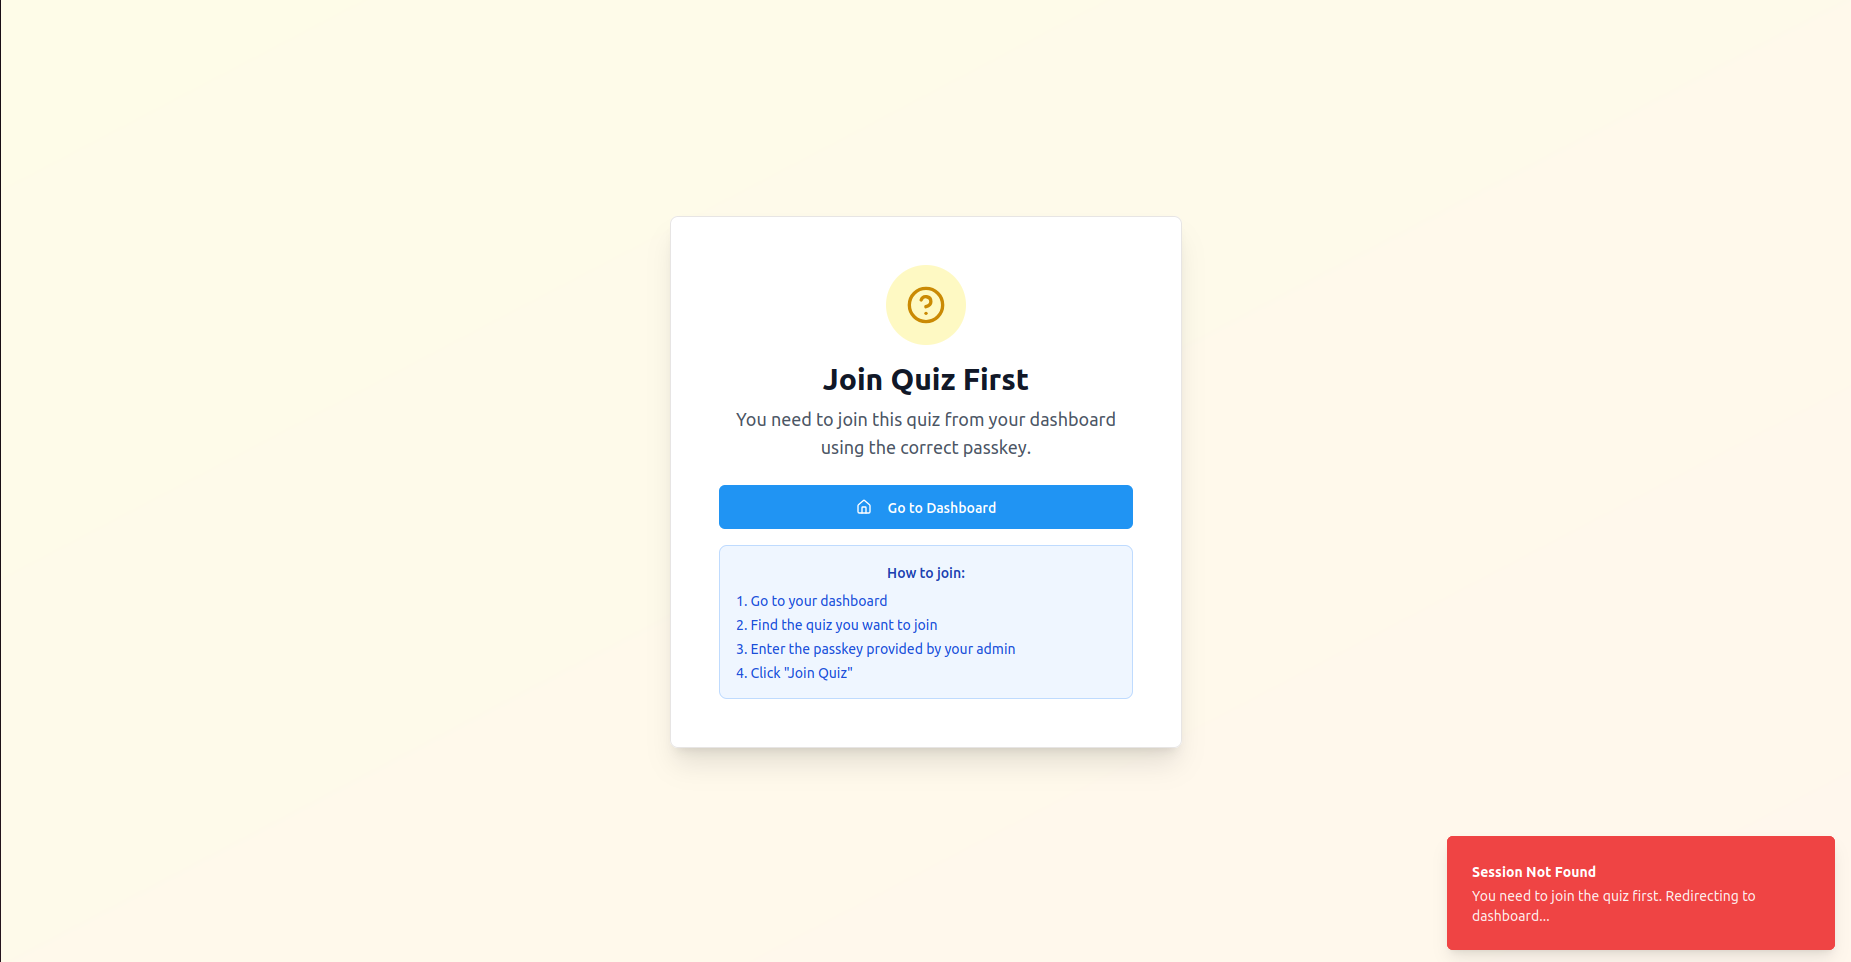 Join Quiz First
You need to join this quiz from your dashboard
using the correct passkey.
Go to Dashboard
How to join:
1. Go to your dashboard
2. Find the quiz you want to join
3. Enter the passkey provided by your admin
4. Click "Join Quiz"
Session Not Found
You need to join the quiz first. Redirecting to
dashboard...